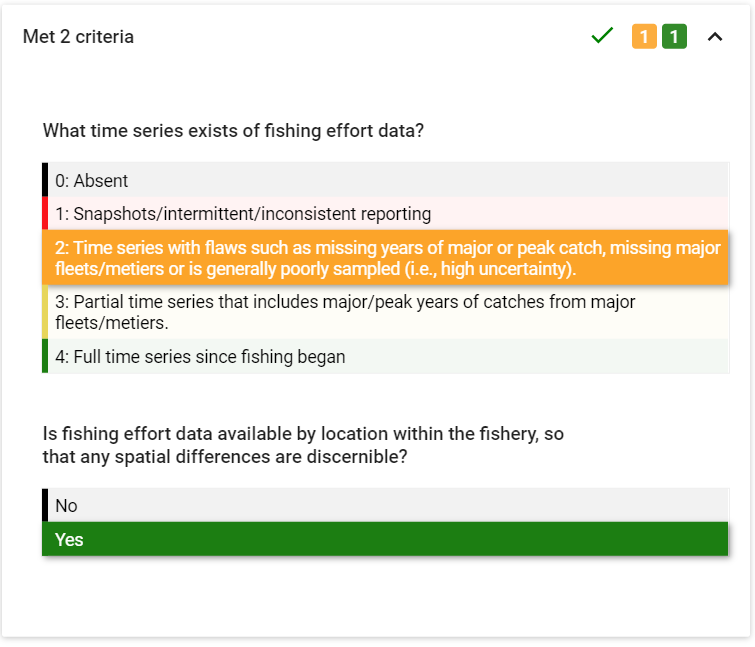 Met 2 criteria
1 1
What time series exists of fishing effort data?
0: Absent
1: Snapshots/intermittent/inconsistent reporting
2: Time series with flaws such as missing years of major or peak catch, missing major
fleets/metiers or is generally poorly sampled (i.e., high uncertainty).
3: Partial time series that includes major/peak years of catches from major
fleets/metiers.
4: Full time series since fishing began
Is fishing effort data available by location within the fishery, so
that any spatial differences are discernible?
No
Yes